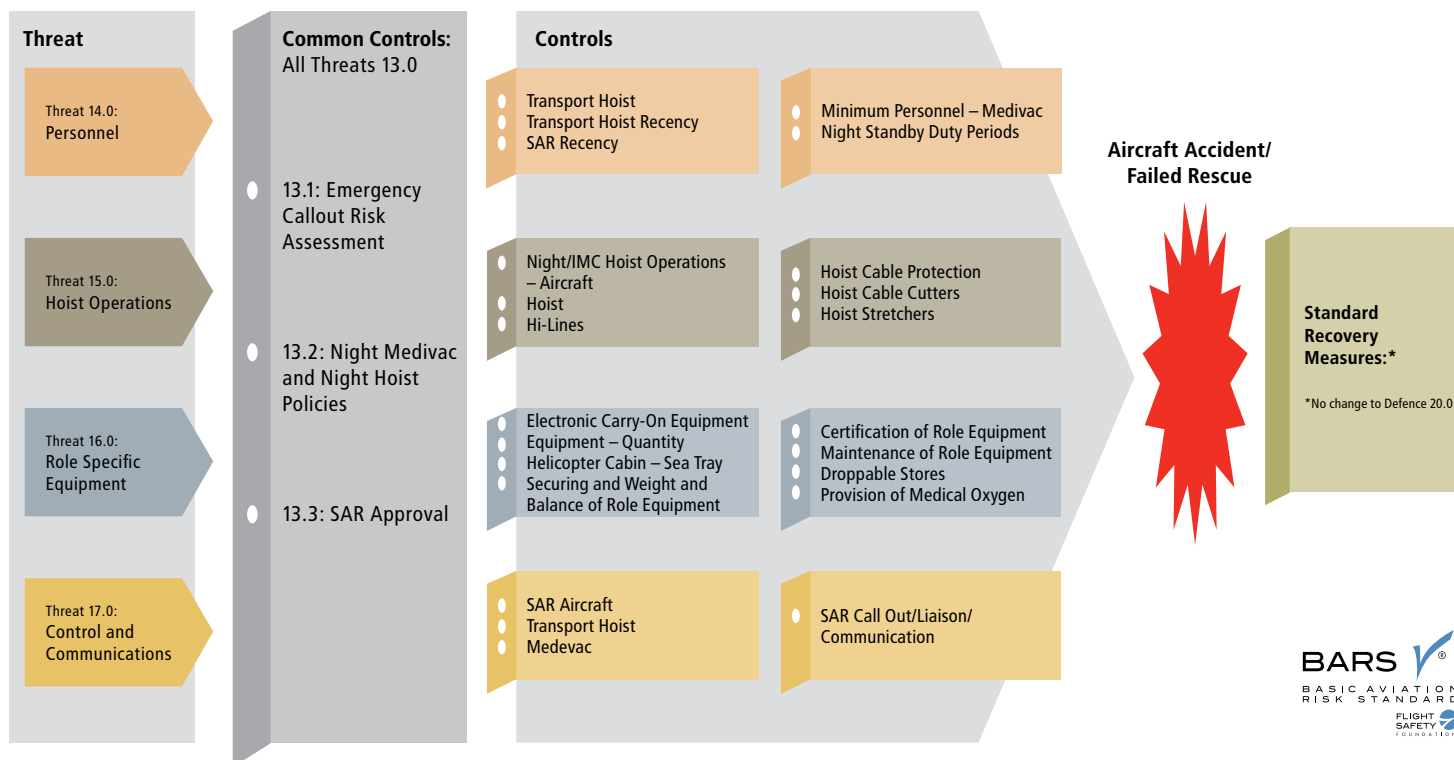 Threat
Threat 14.0:
Personnel
Threat 15.0:
Hoist Operations
Threat 16.0:
Role Specific
Equipment
Threat 17.0:
Control and
Communications
Common Controls:
All Threats 13.0
13.1: Emergency
Callout Risk
Assessment
13.2: Night Medivac
and Night Hoist
Policies
13.3: SAR Approval
Controls
Transport Hoist
Transport Hoist Recency
SAR Recency
Minimum Personnel – Medivac
Night Standby Duty Periods
Night/IMC Hoist Operations
– Aircraft
Hoist
Hi-Lines
Hoist Cable Protection
Hoist Cable Cutters
Hoist Stretchers
Electronic Carry-On Equipment
Equipment – Quantity
Helicopter Cabin – Sea Tray
Securing and Weight and
Balance of Role Equipment
Certification of Role Equipment
Maintenance of Role Equipment
Droppable Stores
Provision of Medical Oxygen
SAR Aircraft
Transport Hoist
Medevac
SAR Call Out/Liaison/
Communication
Aircraft Accident/
Failed Rescue
Standard
Recovery
Measures:*
*No change to Defence 20.0
BARS ®
BASIC AVIATION
RISK STANDARD
FLIGHT
SAFETY
FOUNDATION